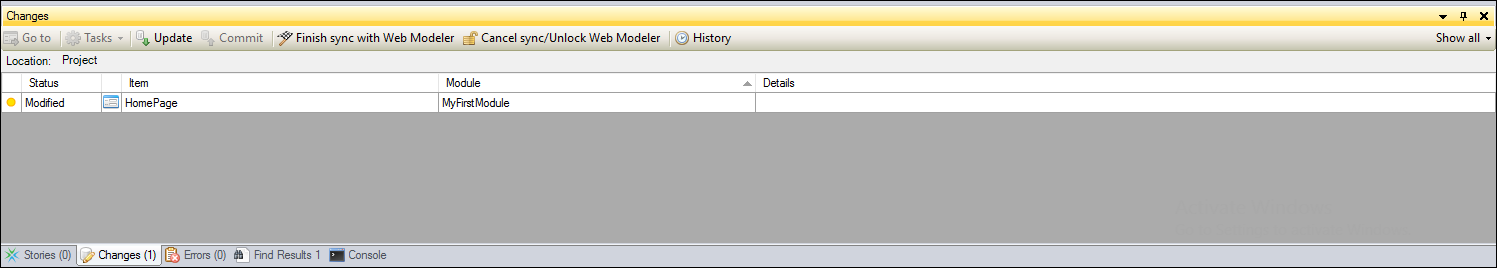 Changes
Go to Tasks Update Commit Finish sync with Web Modeler Cancel sync/Unlock Web Modeler History Show all
Location: Project
Status Item Module Details
Modified HomePage MyFirstModule
Stories (0) Changes (1) Errors (0) Find Results 1 Console